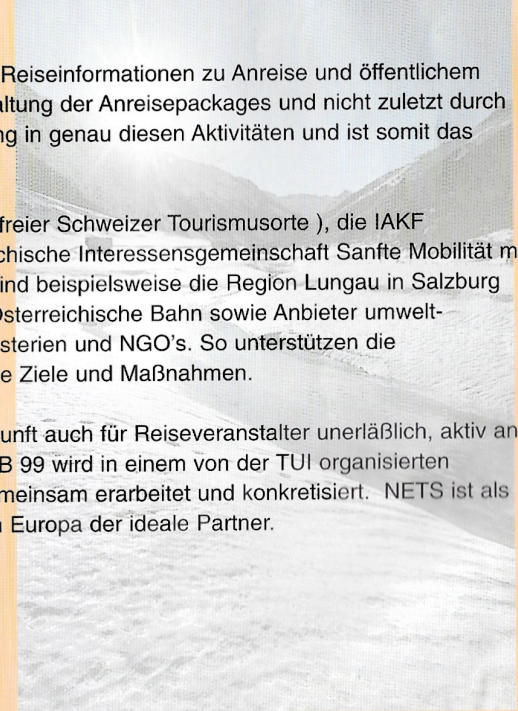 Reiseinformationen zu Anreise und öffentlichem
altung der Anreisepackages und nicht zuletzt durch
ng in genau diesen Aktivitäten und ist somit das
freier Schweizer Tourismusorte ), die IAKF
chische Interessensgemeinschaft Sanfte Mobilität m
ind beispielsweise die Region Lungau in Salzburg
Österreichische Bahn sowie Anbieter umwelt-
sterien und NGO's. So unterstützen die
e Ziele und Maßnahmen.
unft auch für Reiseveranstalter unerläßlich, aktiv an
B 99 wird in einem von der TUI organisierten
meinsam erarbeitet und konkretisiert. NETS ist als
n Europa der ideale Partner.